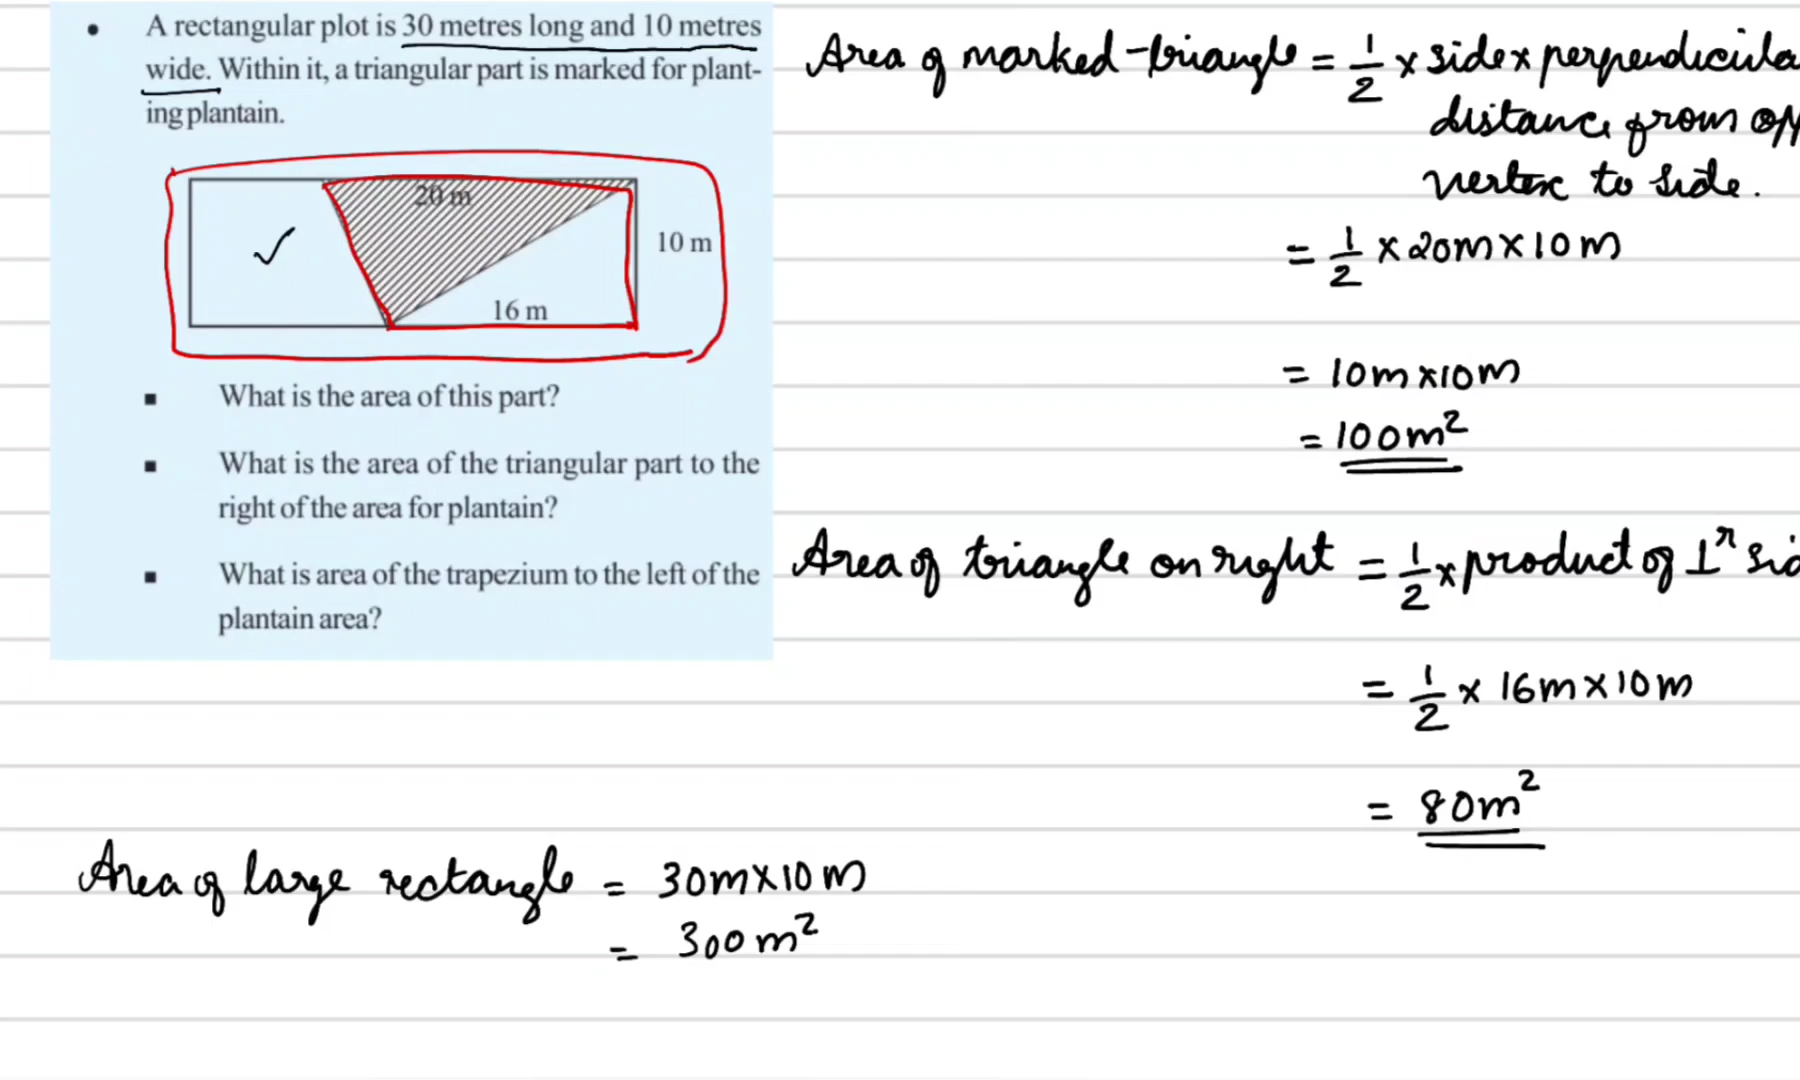 • A rectangular plot is 30 metres long and 10 metres
wide. Within it, a triangular part is marked for plant-
ing plantain.
20 m
10 m
16 m
▪ What is the area of this part?
▪ What is the area of the triangular part to the
right of the area for plantain?
▪ What is area of the trapezium to the left of the
plantain area?
Area of marked triangle = 1/2 × side × perpendicula
distance from opp
vertex to side.
= 1/2 × 20m × 10m
= 10m × 10m
= 100m²
Area of triangle on right = 1/2 × product of ⊥r sid
= 1/2 × 16m × 10m
= 80m²
Area of large rectangle = 30m × 10m
= 300m²